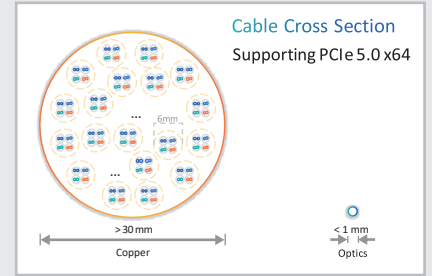 Cable Cross Section
Supporting PCIe 5.0 x64
...
6mm
...
>30 mm
Copper
< 1 mm
Optics